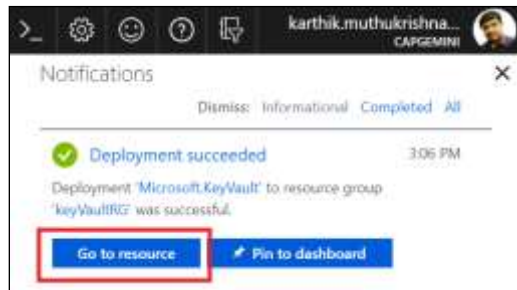 karthik.muthukrishna...
CAPGEMINI
Notifications
Dismiss: Informational Completed All
Deployment succeeded 3:06 PM
Deployment 'Microsoft.KeyVault' to resource group
'keyVaultRG' was successful.
Go to resource Pin to dashboard